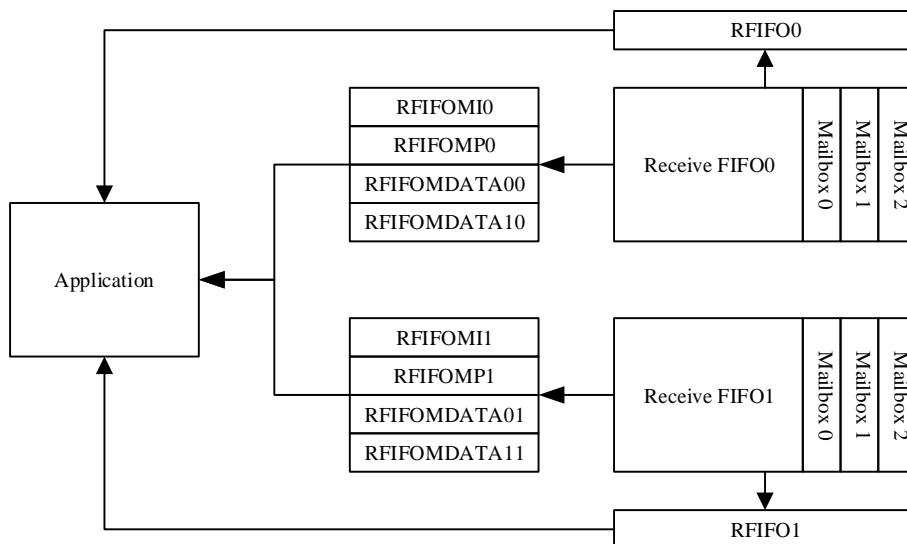 RFIFO0
RFIFOMI0
RFIFOMP0
RFIFOMDATA00
RFIFOMDATA10
Receive FIFO0
Mailbox 0
Mailbox 1
Mailbox 2
Application
RFIFOMI1
RFIFOMP1
RFIFOMDATA01
RFIFOMDATA11
Receive FIFO1
Mailbox 0
Mailbox 1
Mailbox 2
RFIFO1